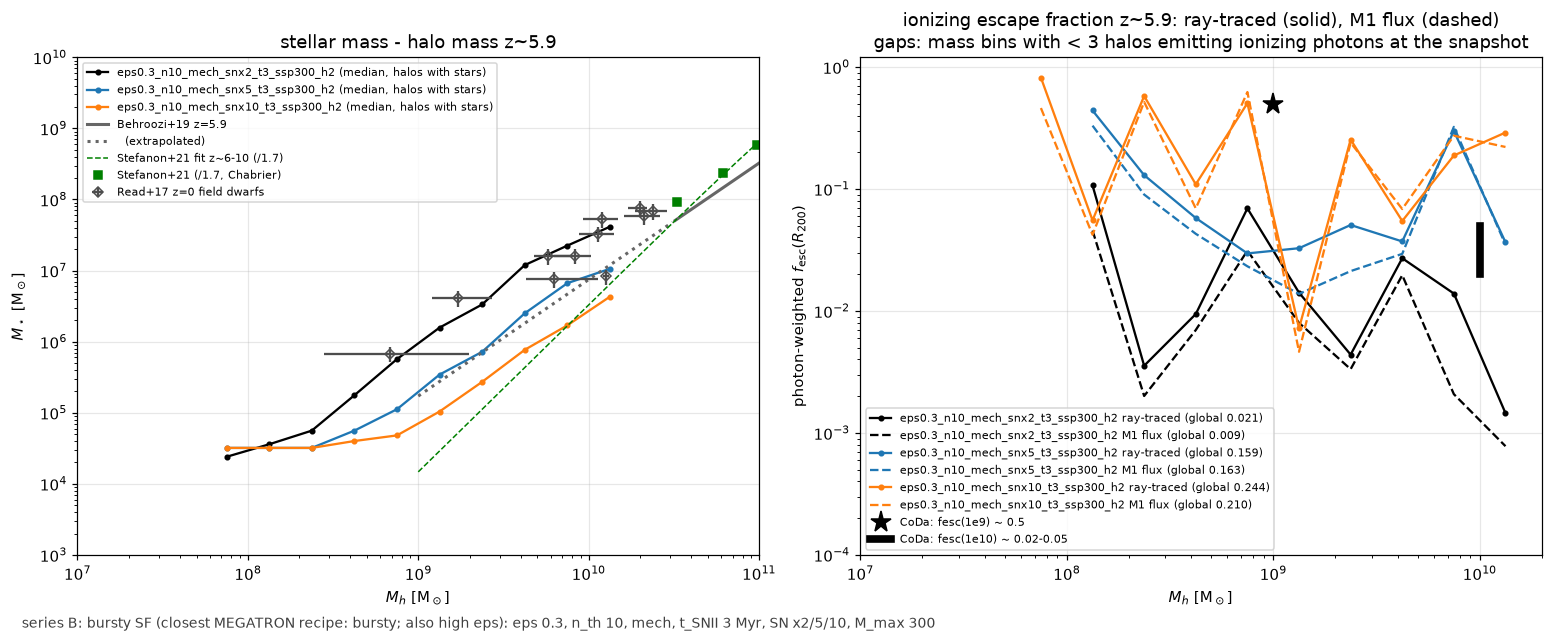 stellar mass - halo mass z~5.9
10^10
10^9
10^8
10^7
10^6
10^5
10^4
10^3
M⋆ [M⊙]
eps0.3_n10_mech_snx2_t3_ssp300_h2 (median, halos with stars)
eps0.3_n10_mech_snx5_t3_ssp300_h2 (median, halos with stars)
eps0.3_n10_mech_snx10_t3_ssp300_h2 (median, halos with stars)
Behroozi+19 z=5.9
(extrapolated)
Stefanon+21 fit z~6-10 (/1.7)
Stefanon+21 (/1.7, Chabrier)
Read+17 z=0 field dwarfs
10^7 10^8 10^9 10^10 10^11
M_h [M⊙]
ionizing escape fraction z~5.9: ray-traced (solid), M1 flux (dashed)
gaps: mass bins with < 3 halos emitting ionizing photons at the snapshot
10^0
10^-1
10^-2
10^-3
10^-4
photon-weighted f_esc(R_200)
eps0.3_n10_mech_snx2_t3_ssp300_h2 ray-traced (global 0.021)
eps0.3_n10_mech_snx2_t3_ssp300_h2 M1 flux (global 0.009)
eps0.3_n10_mech_snx5_t3_ssp300_h2 ray-traced (global 0.159)
eps0.3_n10_mech_snx5_t3_ssp300_h2 M1 flux (global 0.163)
eps0.3_n10_mech_snx10_t3_ssp300_h2 ray-traced (global 0.244)
eps0.3_n10_mech_snx10_t3_ssp300_h2 M1 flux (global 0.210)
CoDa: fesc(1e9) ~ 0.5
CoDa: fesc(1e10) ~ 0.02-0.05
10^7 10^8 10^9 10^10
M_h [M⊙]
series B: bursty SF (closest MEGATRON recipe: bursty; also high eps): eps 0.3, n_th 10, mech, t_SNII 3 Myr, SN x2/5/10, M_max 300